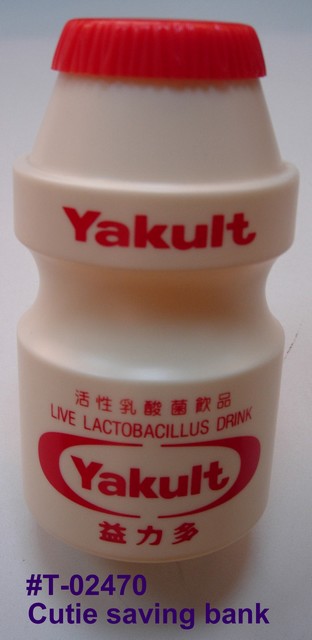 Yakult
活性乳酸菌飲品
LIVE LACTOBACILLUS DRINK
Yakult
益力多
#T-02470
Cutie saving bank